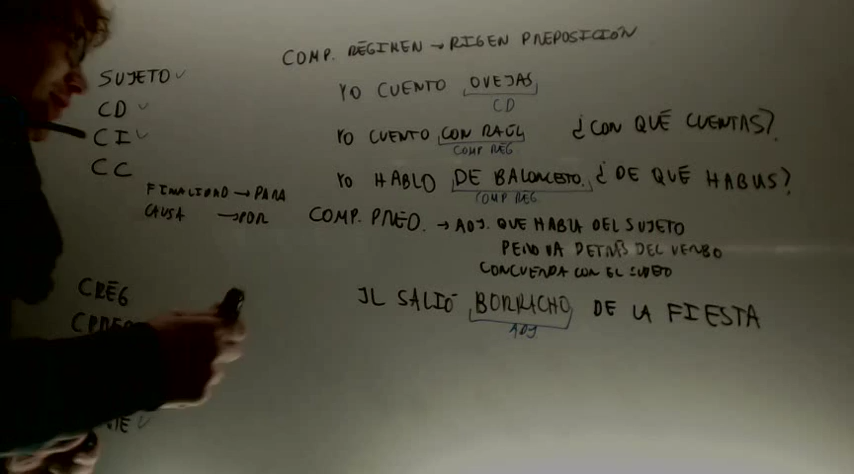 COMP. RÉGIMEN → RIGEN PREPOSICIÓN
SUJETO ✓
CD ✓
CI ✓
CC
FINALIDAD → PARA
CAUSA → POR
YO CUENTO OVEJAS
CD
YO CUENTO CON RAÚL ¿CON QUÉ CUENTAS?
COMP REG
YO HABLO DE BALONCESTO. ¿DE QUÉ HABLAS?
COMP REG.
COMP. PRED. → ADJ. QUE HABLA DEL SUJETO
PERO VA DETRÁS DEL VERBO
CONCUERDA CON EL SUJETO
CREG
ÉL SALIÓ BORRACHO DE LA FIESTA
ADJ.